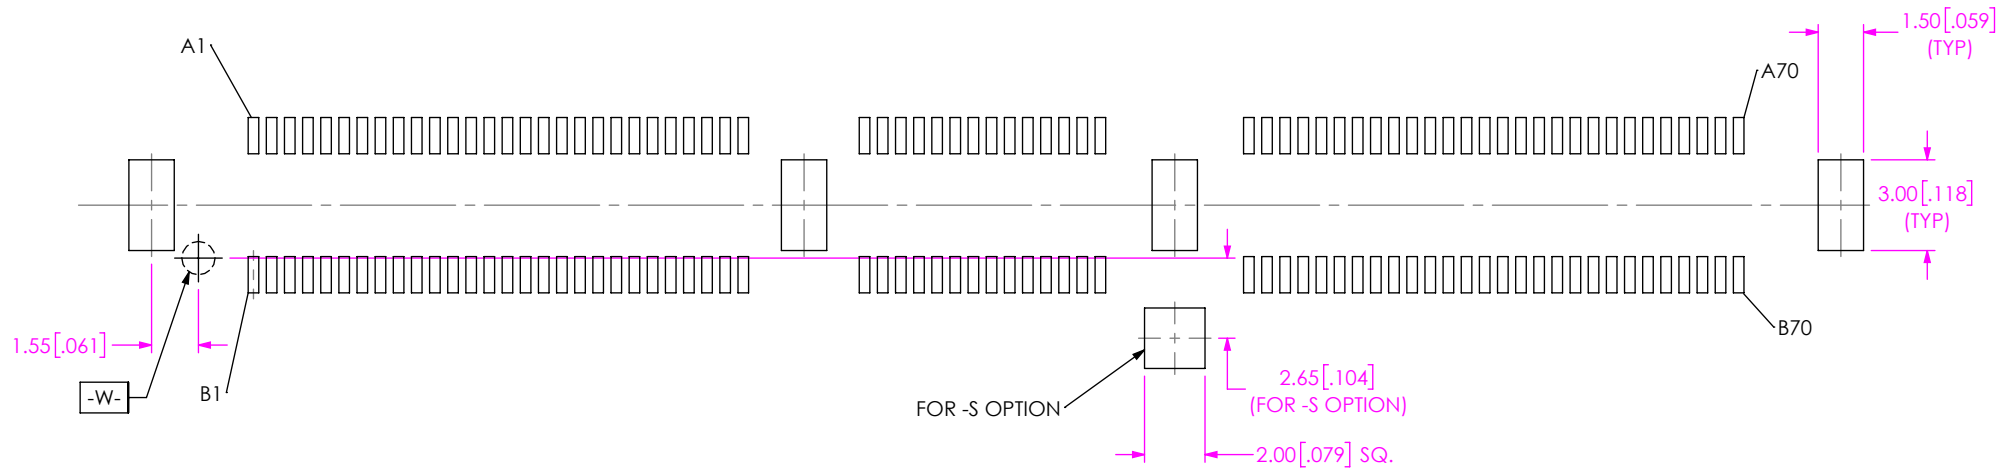 1.50[.059]
(TYP)
A1
A70
3.00[.118]
(TYP)
1.55[.061]
B70
-W-
B1
2.65[.104]
(FOR -S OPTION)
FOR -S OPTION
2.00[.079] SQ.